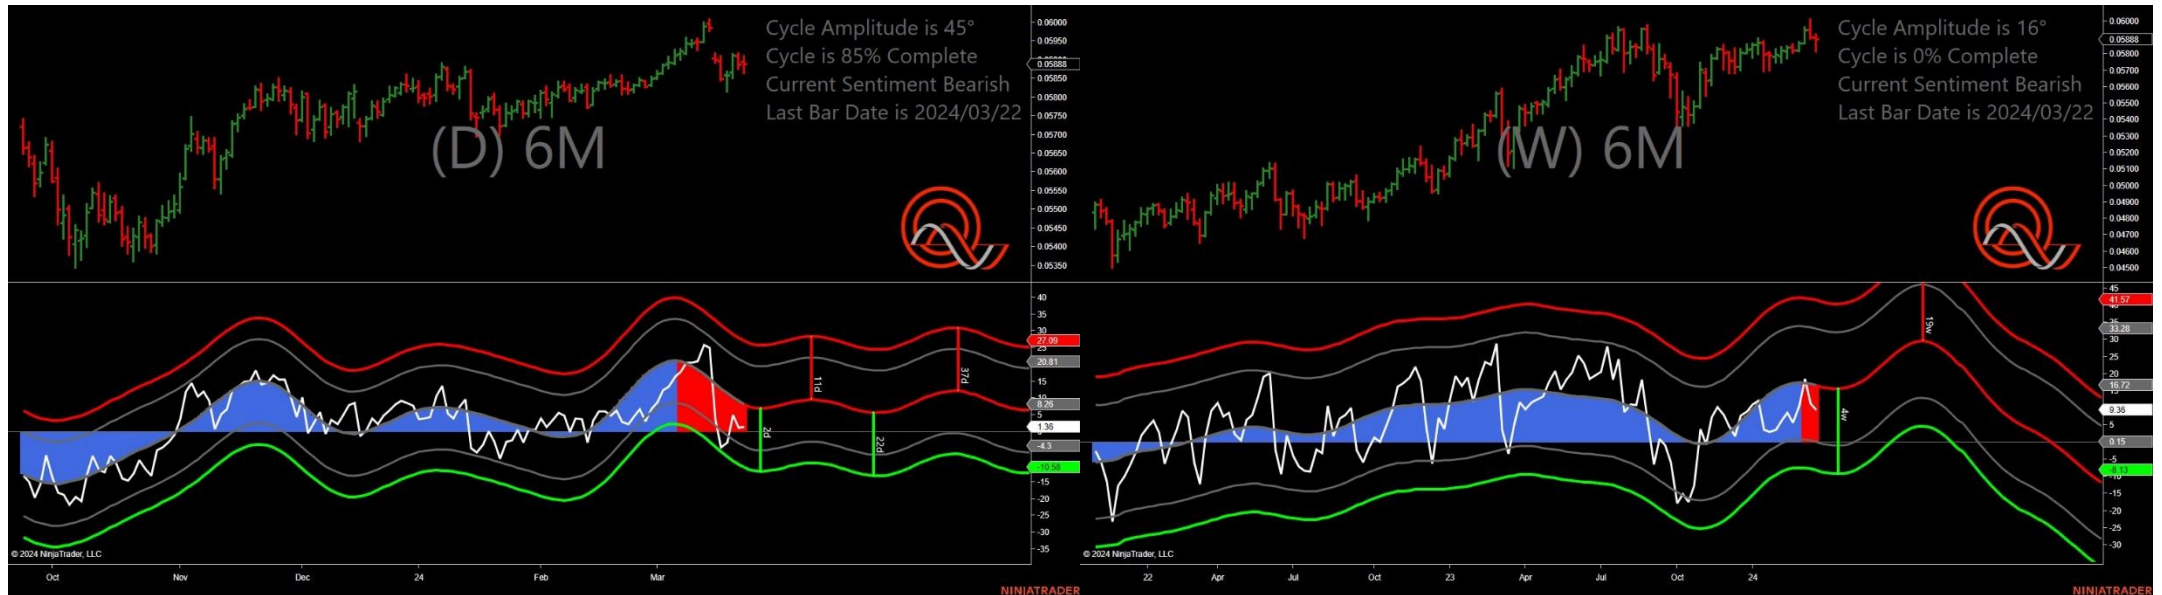 Cycle Amplitude is 45°
Cycle is 85% Complete
Current Sentiment Bearish
Last Bar Date is 2024/03/22
(D) 6M
0.06000
0.05950
0.05888
0.05850
0.05800
0.05750
0.05700
0.05650
0.05600
0.05550
0.05500
0.05450
0.05400
0.05350
40
35
30
27.09
25
20.81
15
8.26
5
1.36
-4.3
-10.58
-15
-20
-25
-30
-35
2d
11d
22d
37d
© 2024 NinjaTrader, LLC
Oct
Nov
Dec
24
Feb
Mar
NINJATRADER
Cycle Amplitude is 16°
Cycle is 0% Complete
Current Sentiment Bearish
Last Bar Date is 2024/03/22
(W) 6M
0.06000
0.05888
0.05800
0.05700
0.05600
0.05500
0.05400
0.05300
0.05200
0.05100
0.05000
0.04900
0.04800
0.04700
0.04600
0.04500
45
41.57
33.28
30
25
20
16.72
9.36
5
0.15
-5
-8.13
-10
-15
-20
-25
-30
4w
19w
© 2024 NinjaTrader, LLC
22
Apr
Jul
Oct
23
Apr
Jul
Oct
24
NINJATRADER